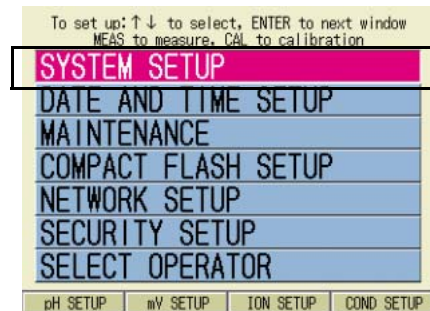 To set up:↑↓ to select, ENTER to next window
MEAS to measure, CAL to calibration
SYSTEM SETUP
DATE AND TIME SETUP
MAINTENANCE
COMPACT FLASH SETUP
NETWORK SETUP
SECURITY SETUP
SELECT OPERATOR
pH SETUP mV SETUP ION SETUP COND SETUP